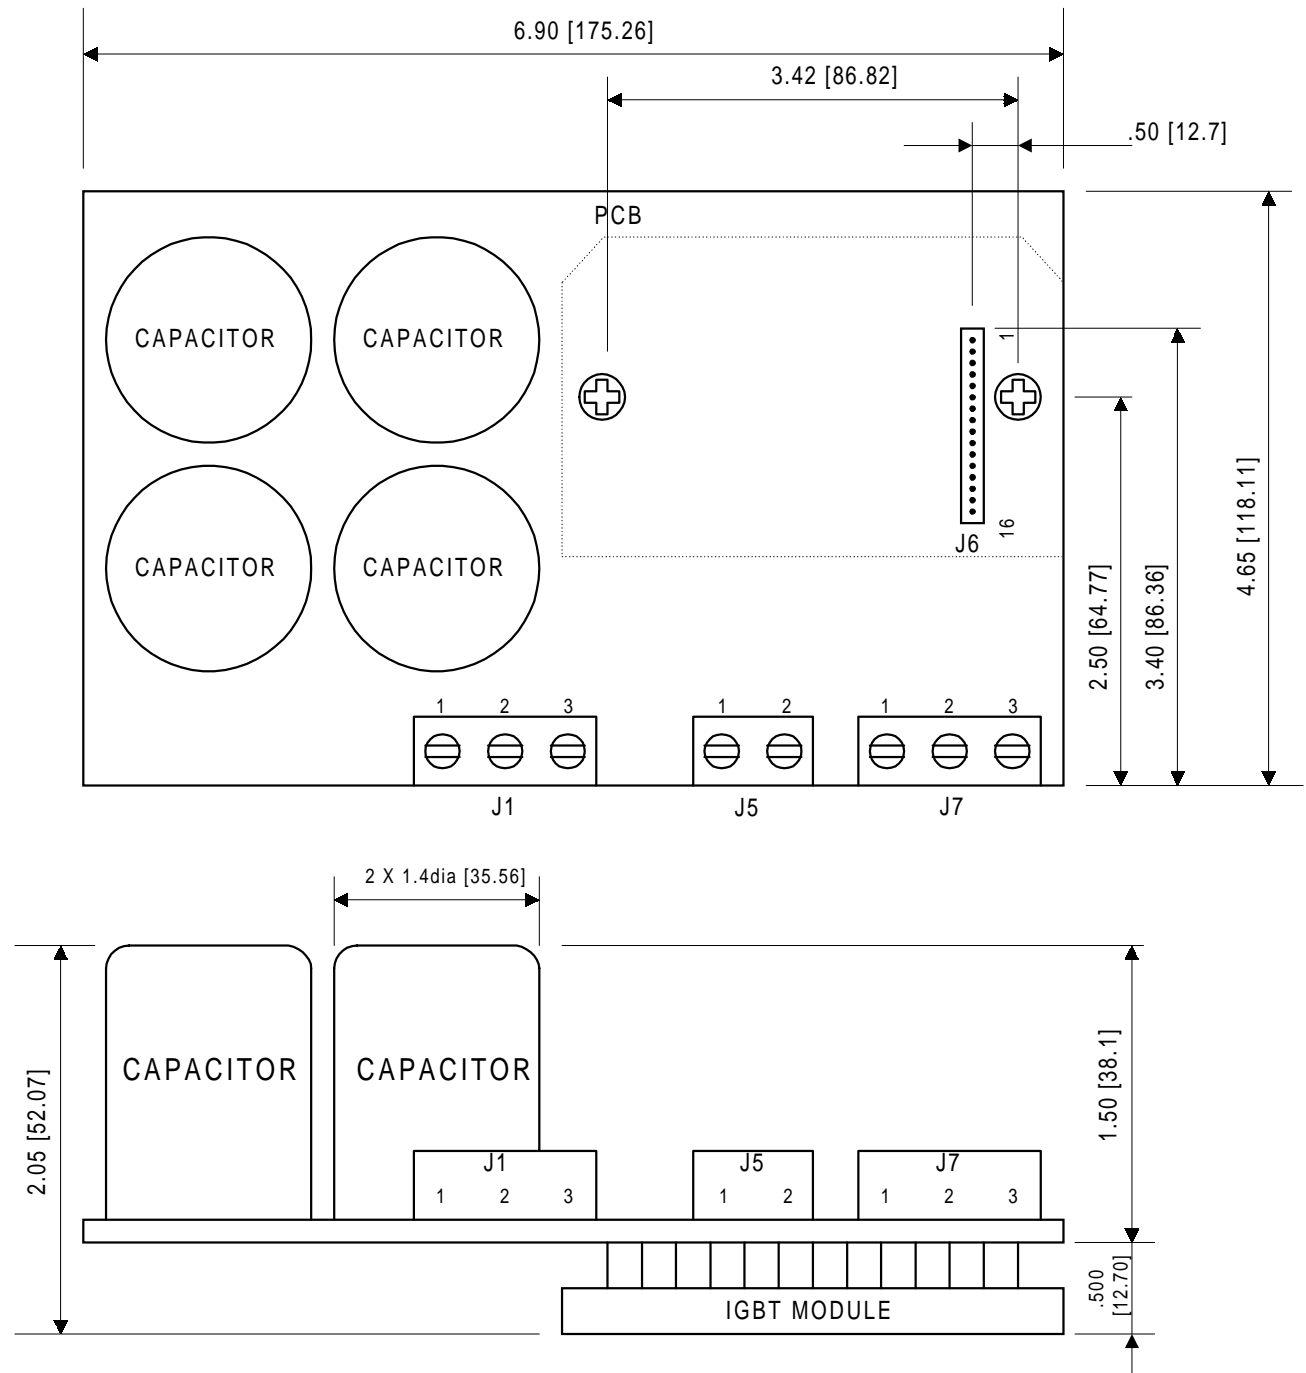 6.90 [175.26]
3.42 [86.82]
.50 [12.7]
PCB
CAPACITOR
CAPACITOR
1
16
J6
CAPACITOR
CAPACITOR
2.50 [64.77]
3.40 [86.36]
4.65 [118.11]
1 2 3
1 2
1 2 3
J1
J5
J7
2 X 1.4dia [35.56]
2.05 [52.07]
CAPACITOR
CAPACITOR
1.50 [38.1]
J1
J5
J7
1 2 3
1 2
1 2 3
.500
[12.70]
IGBT MODULE